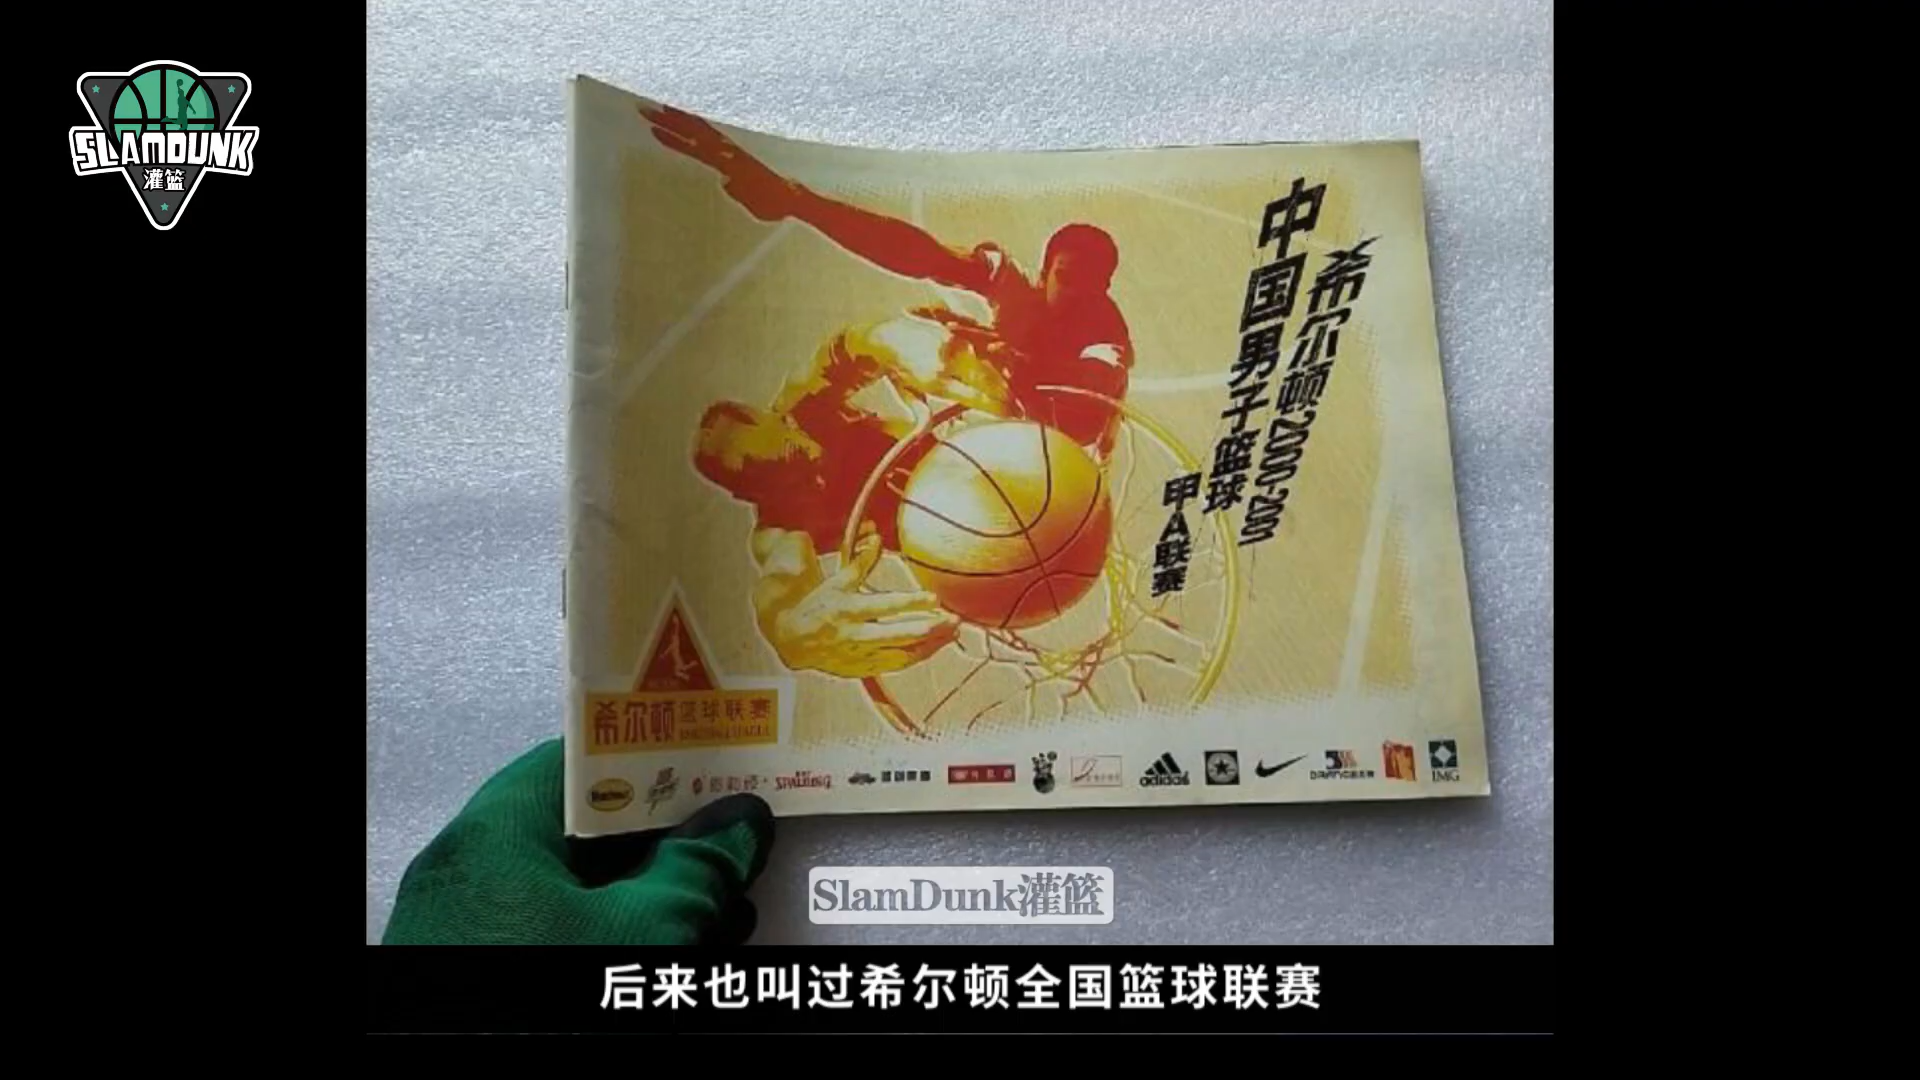 SLAMDUNK
灌篮
希尔顿2000-2001
中国男子篮球
甲A联赛
希尔顿篮球联赛
SPALDING
adidas
IMG
SlamDunk灌篮
后来也叫过希尔顿全国篮球联赛